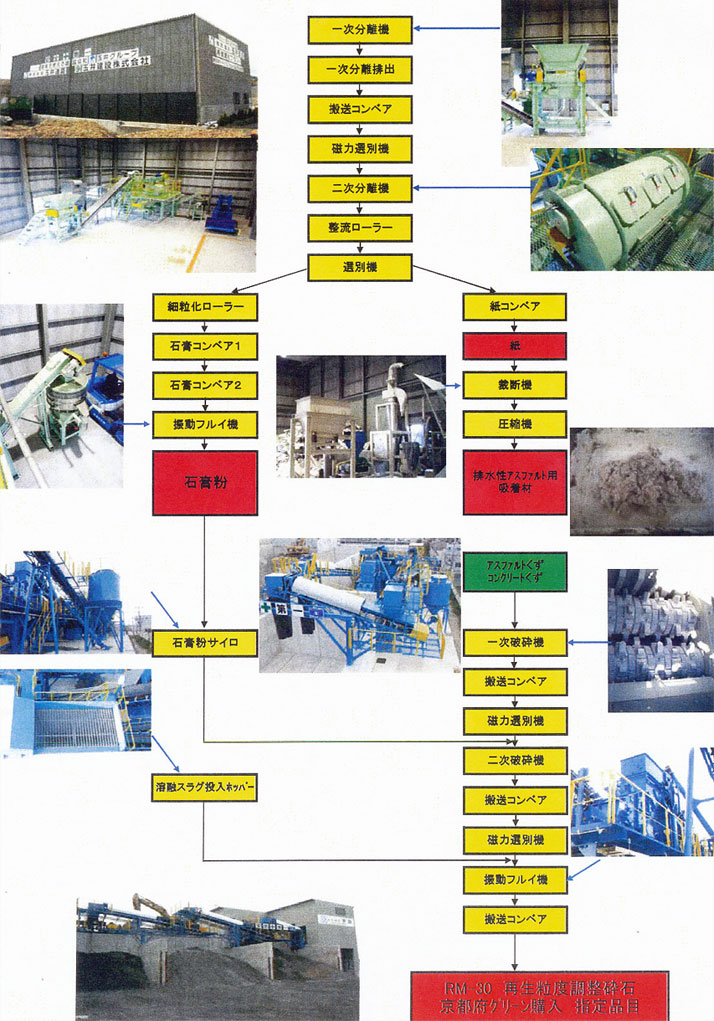 玉井建設株式会社
一次分離機
一次分離排出
搬送コンベア
磁力選別機
二次分離機
整流ローラー
選別機
細粒化ローラー
石膏コンベア1
石膏コンベア2
振動フルイ機
石膏粉
紙コンベア
紙
裁断機
圧縮機
排水性アスファルト用
吸着材
アスファルトくず
コンクリートくず
第一
石膏粉サイロ
一次破砕機
搬送コンベア
磁力選別機
二次破砕機
溶融スラグ投入ホッパー
搬送コンベア
磁力選別機
振動フルイ機
搬送コンベア
RM-30 再生粒度調整砕石
京都府グリーン購入 指定品目